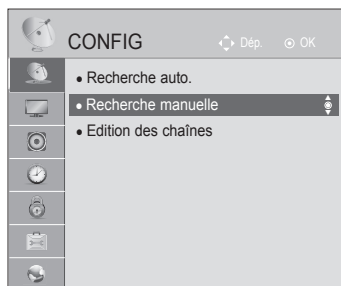 CONFIG Dép. OK
• Recherche auto.
• Recherche manuelle
• Edition des chaînes